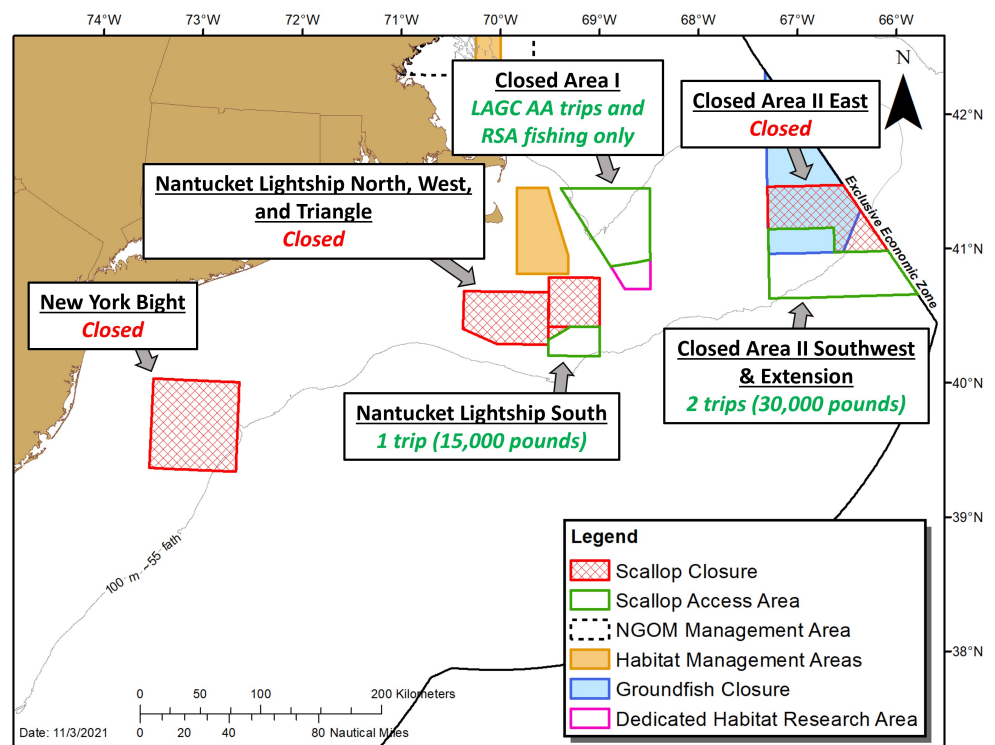 74°W 73°W 72°W 71°W 70°W 69°W 68°W 67°W 66°W
N
Closed Area I
LAGC AA trips and
RSA fishing only
Closed Area II East
Closed
42°N
Nantucket Lightship North, West,
and Triangle
Closed
Exclusive Economic Zone
41°N
New York Bight
Closed
Closed Area II Southwest
& Extension
2 trips (30,000 pounds)
40°N
Nantucket Lightship South
1 trip (15,000 pounds)
39°N
100 m ~55 fath
Legend
Scallop Closure
Scallop Access Area
NGOM Management Area
Habitat Management Areas
Groundfish Closure
Dedicated Habitat Research Area
38°N
0 50 100 200 Kilometers
0 20 40 80 Nautical Miles
Date: 11/3/2021